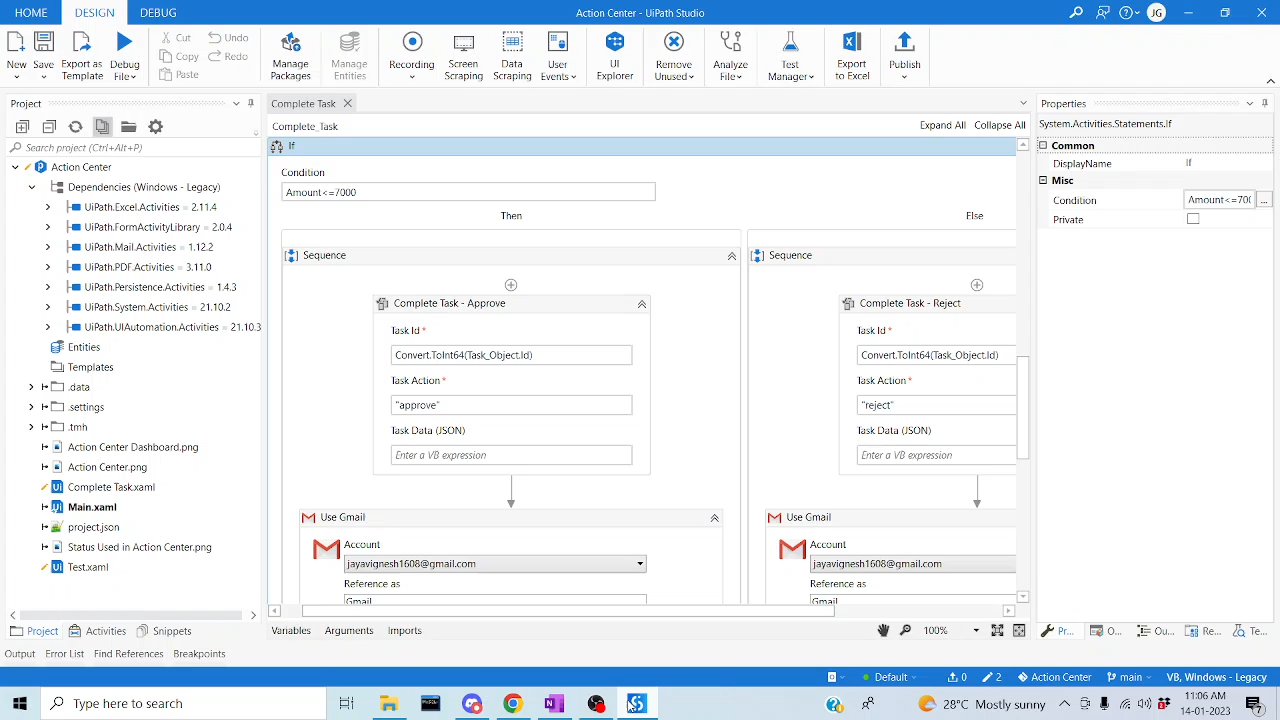 HOME DESIGN DEBUG Action Center - UiPath Studio JG
New Save Export as Template Debug File Cut Copy Paste Undo Redo Manage Packages Manage Entities Recording Screen Scraping Data Scraping User Events UI Explorer Remove Unused Analyze File Test Manager Export to Excel Publish
Project
Search project (Ctrl+Alt+P)
Action Center
Dependencies (Windows - Legacy)
UiPath.Excel.Activities = 2.11.4
UiPath.FormActivityLibrary = 2.0.4
UiPath.Mail.Activities = 1.12.2
UiPath.PDF.Activities = 3.11.0
UiPath.Persistence.Activities = 1.4.3
UiPath.System.Activities = 21.10.2
UiPath.UIAutomation.Activities = 21.10.3
Entities
Templates
.data
.settings
.tmh
Action Center Dashboard.png
Action Center.png
Complete Task.xaml
Main.xaml
project.json
Status Used in Action Center.png
Test.xaml
Project Activities Snippets
Complete Task
Complete_Task Expand All Collapse All
If
Condition
Amount<=7000
Then Else
Sequence Sequence
Complete Task - Approve Complete Task - Reject
Task Id * Task Id *
Convert.ToInt64(Task_Object.Id) Convert.ToInt64(Task_Object.Id)
Task Action * Task Action *
"approve" "reject"
Task Data (JSON) Task Data (JSON)
Enter a VB expression Enter a VB expression
Use Gmail Use Gmail
Account Account
jayavignesh1608@gmail.com jayavignesh1608@gmail.com
Reference as Reference as
Gmail Gmail
Variables Arguments Imports 100%
Properties
System.Activities.Statements.If
Common
DisplayName If
Misc
Condition Amount<=70( ...
Private
Pr... O... Ou... Re... Te...
Output Error List Find References Breakpoints
Default 0 2 Action Center main VB, Windows - Legacy
Type here to search 28°C Mostly sunny 11:06 AM
14-01-2023 7